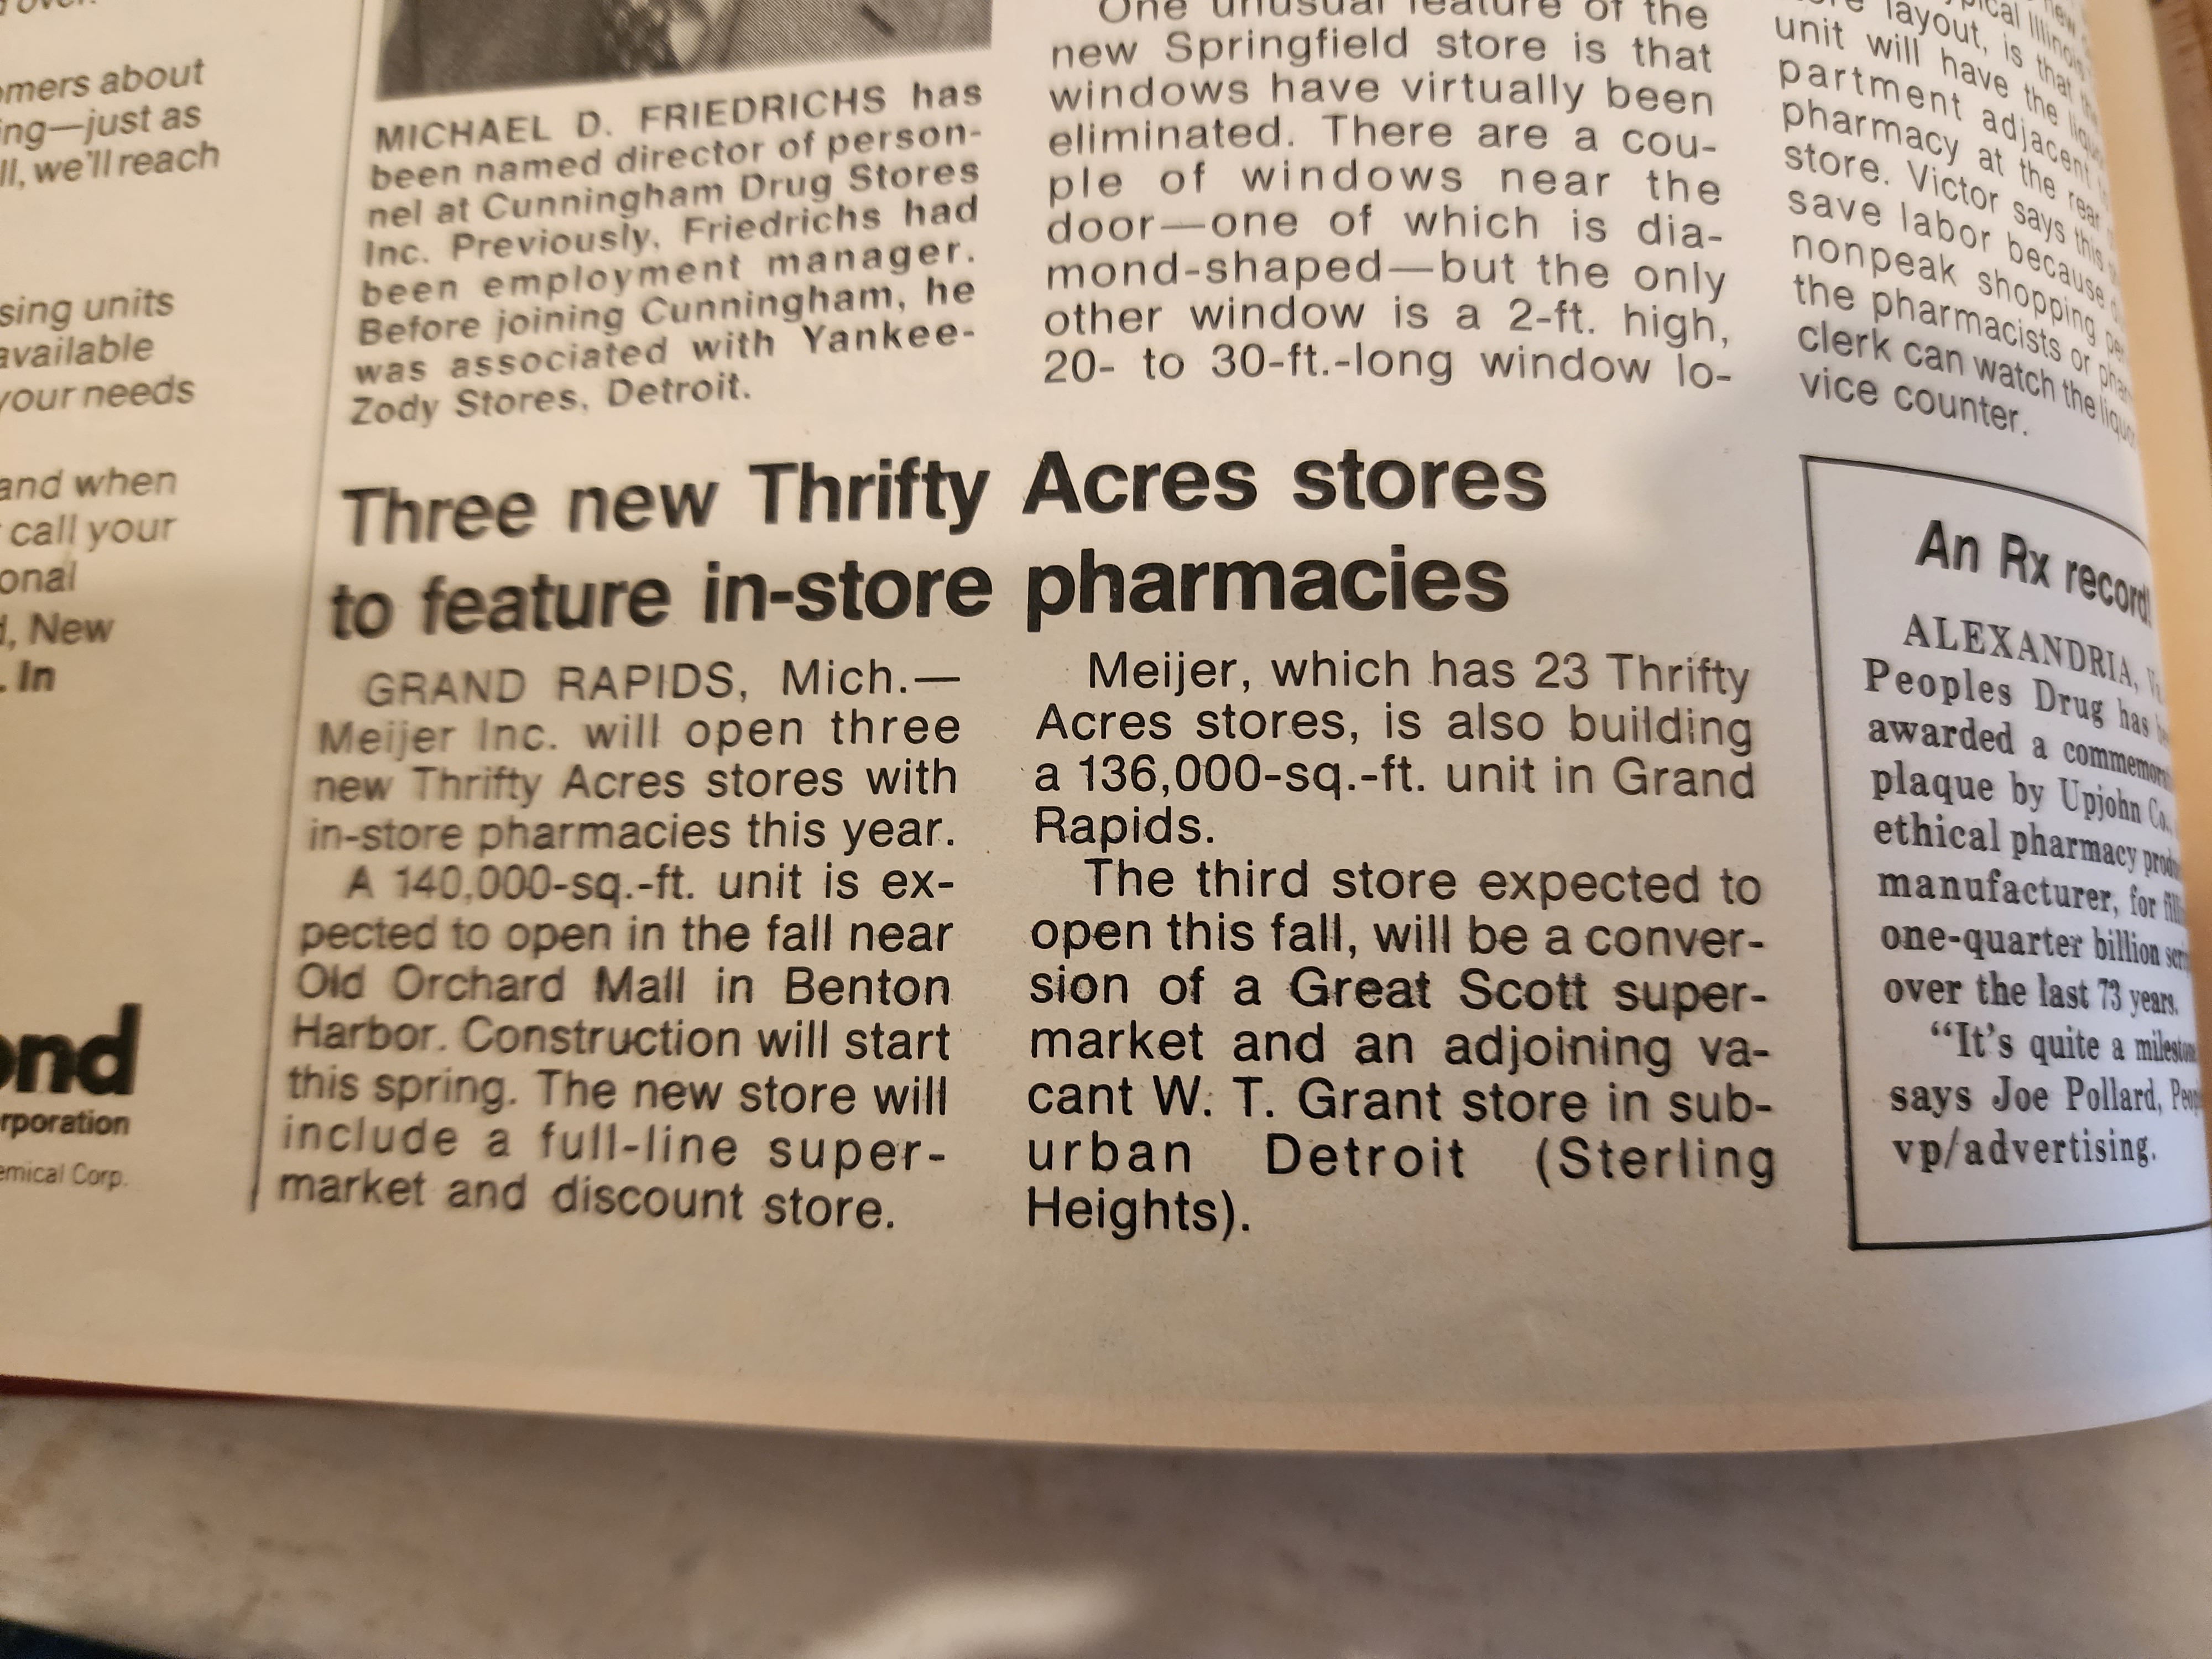 omers about
ing—just as
ll, we'll reach
sing units
available
your needs
and when
call your
onal
New
In
ond
rporation
emical Corp.
MICHAEL D. FRIEDRICHS has
been named director of person-
nel at Cunningham Drug Stores
Inc. Previously, Friedrichs had
been employment manager.
Before joining Cunningham, he
was associated with Yankee-
Zody Stores, Detroit.
One unusual feature of the
new Springfield store is that
windows have virtually been
eliminated. There are a cou-
ple of windows near the
door—one of which is dia-
mond-shaped—but the only
other window is a 2-ft. high,
20- to 30-ft.-long window lo-
layout, is that
unit will have the
partment adjacent
pharmacy at the rear
store. Victor says this
save labor because
nonpeak shopping
the pharmacists or
clerk can watch the
vice counter.
Three new Thrifty Acres stores
to feature in-store pharmacies
GRAND RAPIDS, Mich.—
Meijer Inc. will open three
new Thrifty Acres stores with
in-store pharmacies this year.
A 140,000-sq.-ft. unit is ex-
pected to open in the fall near
Old Orchard Mall in Benton
Harbor. Construction will start
this spring. The new store will
include a full-line super-
market and discount store.
Meijer, which has 23 Thrifty
Acres stores, is also building
a 136,000-sq.-ft. unit in Grand
Rapids.
The third store expected to
open this fall, will be a conver-
sion of a Great Scott super-
market and an adjoining va-
cant W. T. Grant store in sub-
urban Detroit (Sterling
Heights).
An Rx record!
ALEXANDRIA,
Peoples Drug has
awarded a
plaque by Upjohn Co.,
ethical pharmacy
manufacturer, for
one-quarter billion
over the last 73 years.
"It's quite a
says Joe Pollard,
vp/advertising.